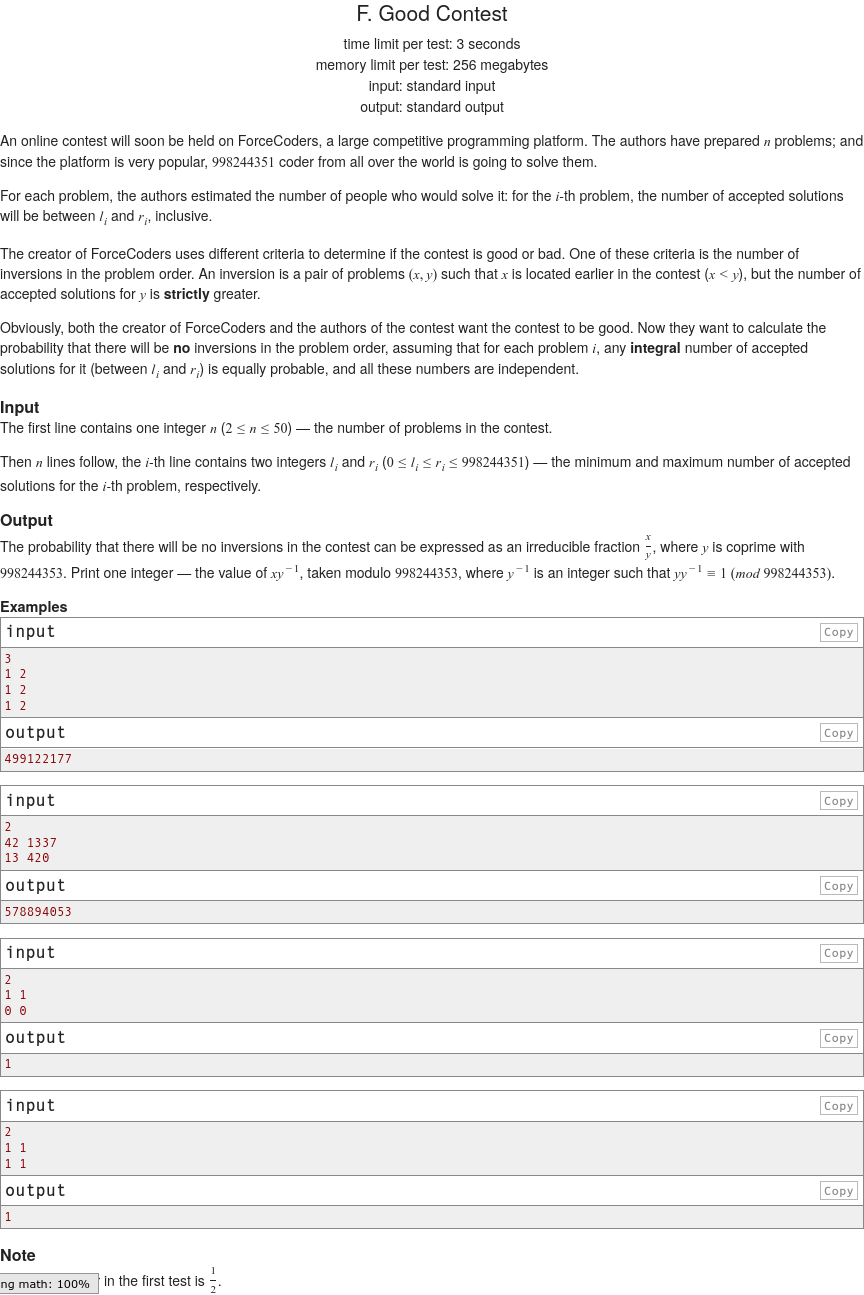 F. Good Contest
time limit per test: 3 seconds
memory limit per test: 256 megabytes
input: standard input
output: standard output
An online contest will soon be held on ForceCoders, a large competitive programming platform. The authors have prepared n problems; and
since the platform is very popular, 998244351 coder from all over the world is going to solve them.
For each problem, the authors estimated the number of people who would solve it: for the i-th problem, the number of accepted solutions
will be between l_i and r_i, inclusive.
The creator of ForceCoders uses different criteria to determine if the contest is good or bad. One of these criteria is the number of
inversions in the problem order. An inversion is a pair of problems (x, y) such that x is located earlier in the contest (x < y), but the number of
accepted solutions for y is strictly greater.
Obviously, both the creator of ForceCoders and the authors of the contest want the contest to be good. Now they want to calculate the
probability that there will be no inversions in the problem order, assuming that for each problem i, any integral number of accepted
solutions for it (between l_i and r_i) is equally probable, and all these numbers are independent.
Input
The first line contains one integer n (2 ≤ n ≤ 50) — the number of problems in the contest.
Then n lines follow, the i-th line contains two integers l_i and r_i (0 ≤ l_i ≤ r_i ≤ 998244351) — the minimum and maximum number of accepted
solutions for the i-th problem, respectively.
Output
The probability that there will be no inversions in the contest can be expressed as an irreducible fraction x/y, where y is coprime with
998244353. Print one integer — the value of xy^−1, taken modulo 998244353, where y^−1 is an integer such that yy^−1 ≡ 1 (mod 998244353).
Examples
input
Copy
3
1 2
1 2
1 2
output
Copy
499122177
input
Copy
2
42 1337
13 420
output
Copy
578894053
input
Copy
2
1 1
0 0
output
Copy
1
input
Copy
2
1 1
1 1
output
Copy
1
Note
ng math: 100%
in the first test is 1/2.